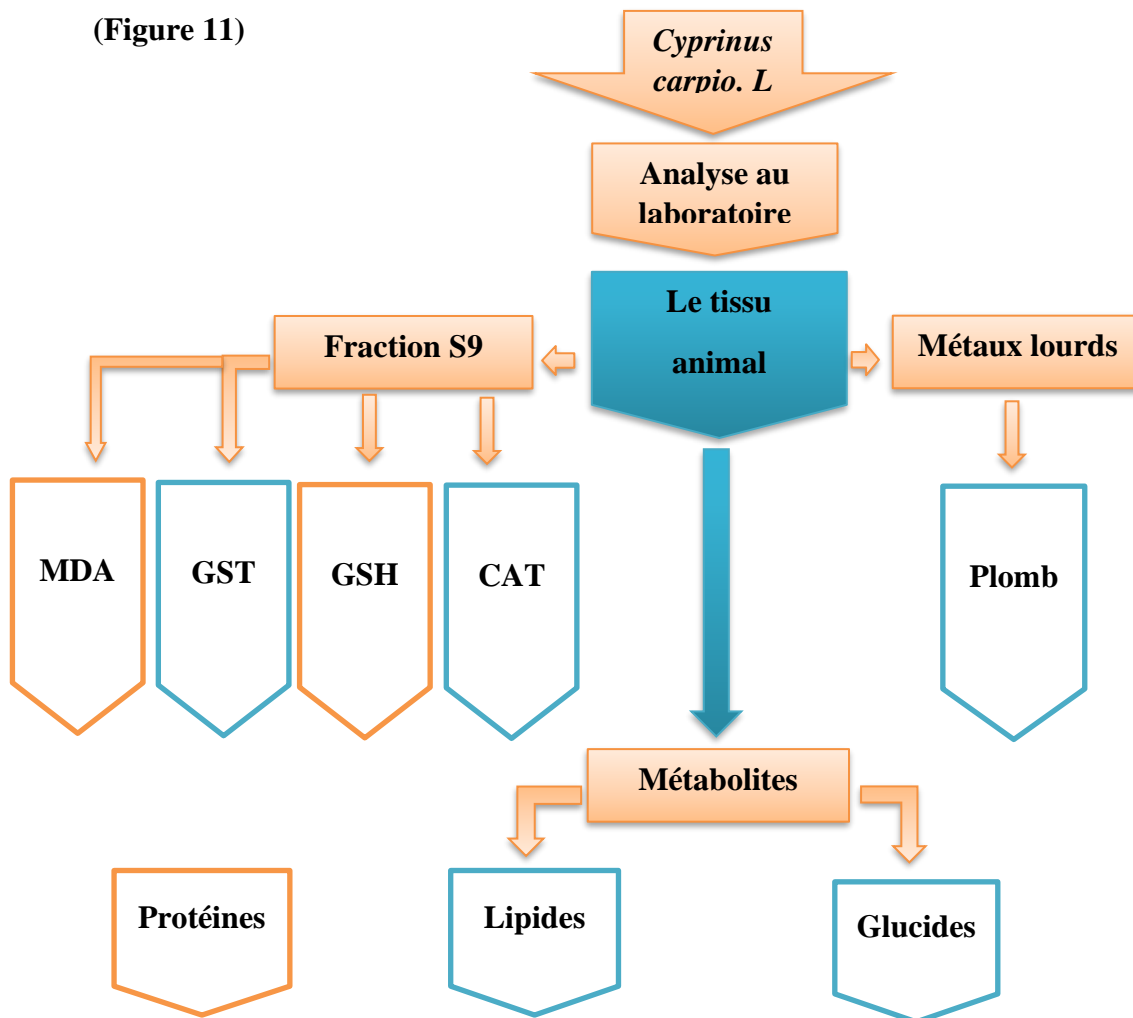 (Figure 11)
Cyprinus
carpio. L
Analyse au
laboratoire
Le tissu
animal
Fraction S9
Métaux lourds
MDA
GST
GSH
CAT
Plomb
Métabolites
Protéines
Lipides
Glucides